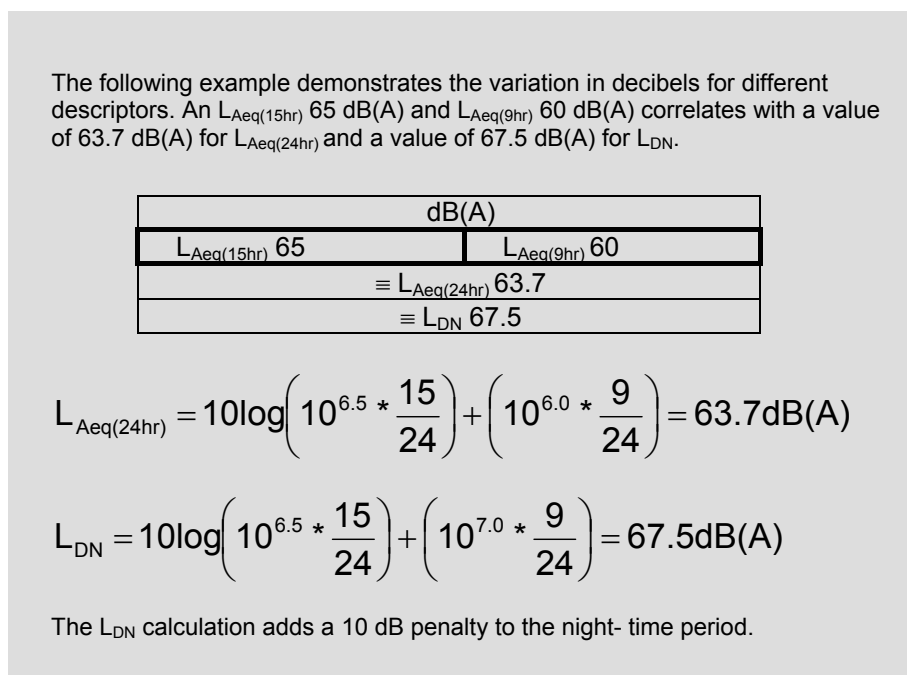 The following example demonstrates the variation in decibels for different
descriptors. An LAeq(15hr) 65 dB(A) and LAeq(9hr) 60 dB(A) correlates with a value
of 63.7 dB(A) for LAeq(24hr) and a value of 67.5 dB(A) for LDN.
dB(A)
LAeq(15hr) 65 LAeq(9hr) 60
≡ LAeq(24hr) 63.7
≡ LDN 67.5
LAeq(24hr) = 10log(10^6.5 * 15/24) + (10^6.0 * 9/24) = 63.7dB(A)
LDN = 10log(10^6.5 * 15/24) + (10^7.0 * 9/24) = 67.5dB(A)
The LDN calculation adds a 10 dB penalty to the night- time period.